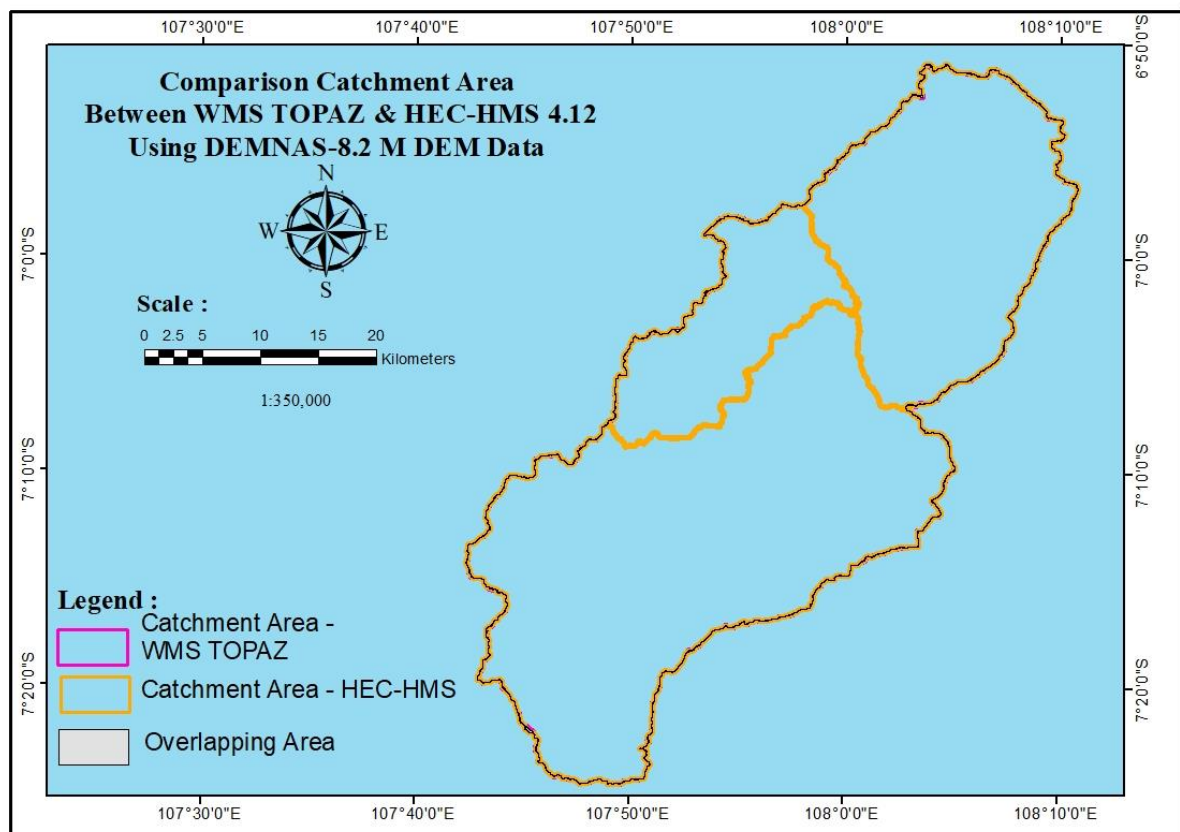 107°30'0"E 107°40'0"E 107°50'0"E 108°0'0"E 108°10'0"E
6°50'0"S
Comparison Catchment Area
Between WMS TOPAZ & HEC-HMS 4.12
Using DEMNAS-8.2 M DEM Data
N
W E
S
7°0'0"S 7°0'0"S
Scale :
0 2.5 5 10 15 20
Kilometers
1:350,000
7°10'0"S 7°10'0"S
Legend :
Catchment Area -
WMS TOPAZ
Catchment Area - HEC-HMS
Overlapping Area
7°20'0"S 7°20'0"S
107°30'0"E 107°40'0"E 107°50'0"E 108°0'0"E 108°10'0"E